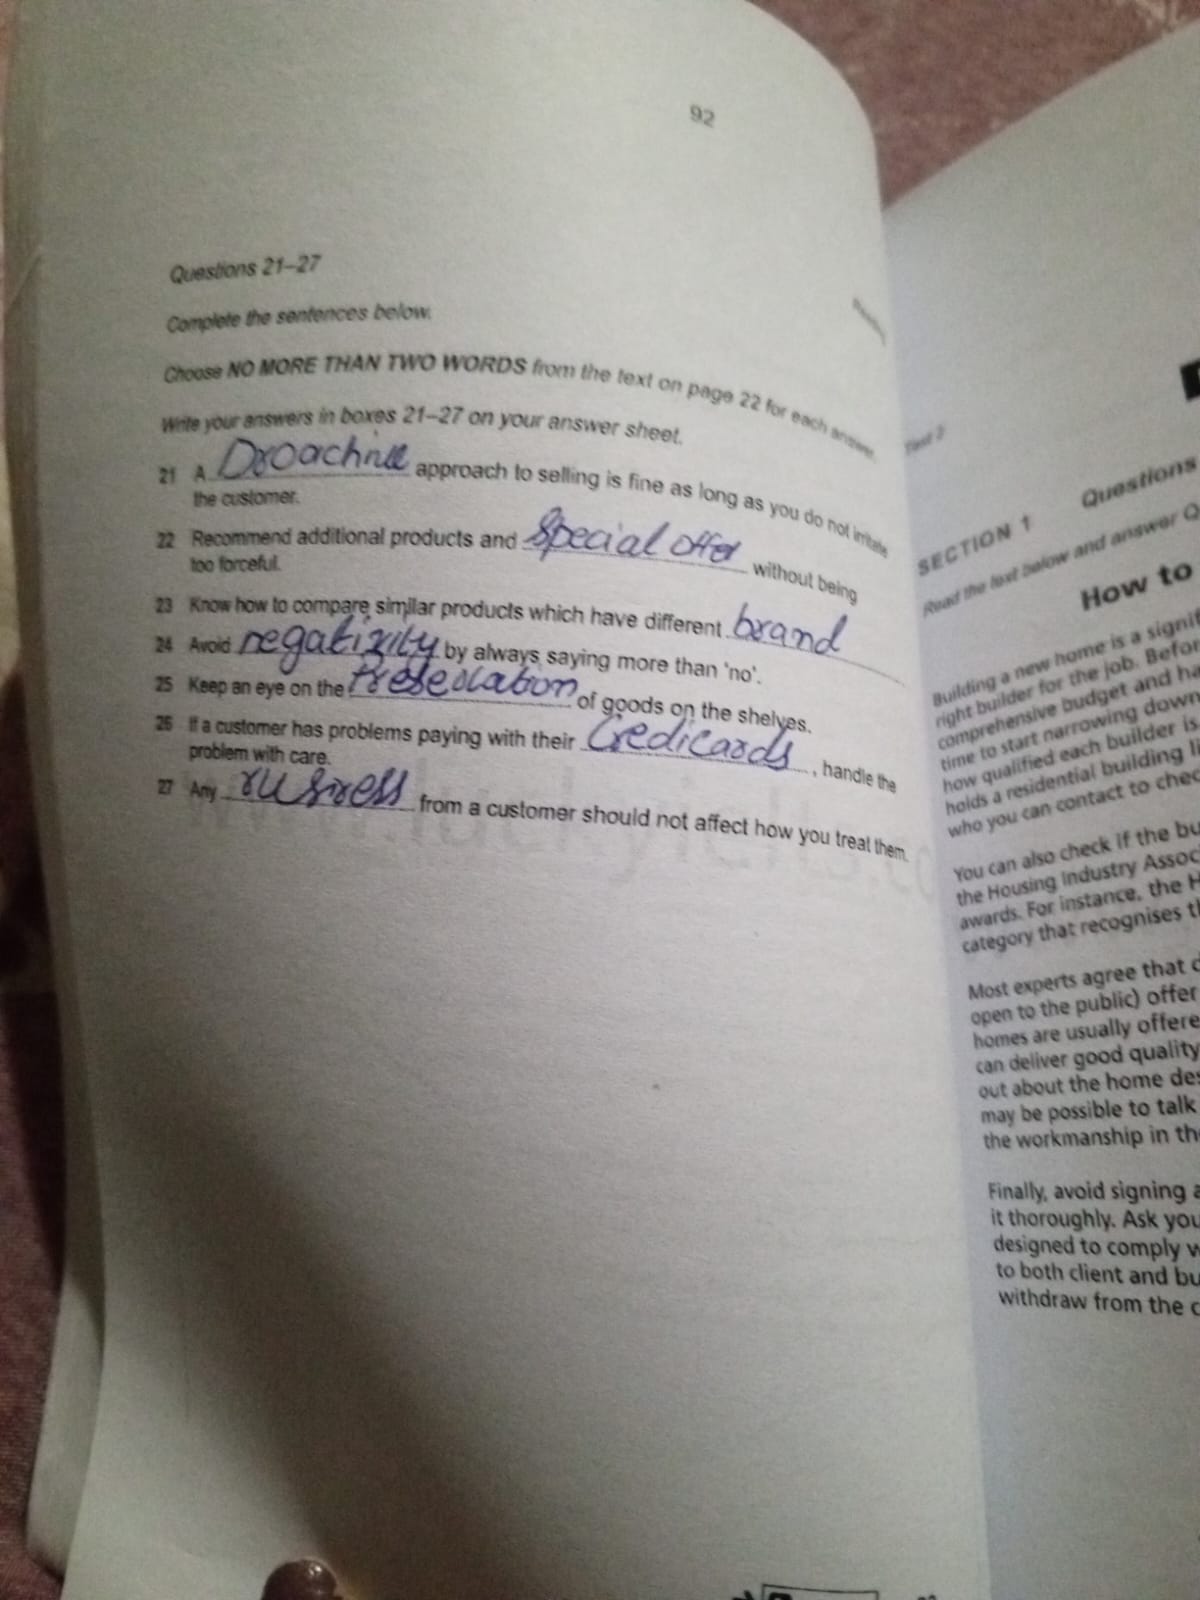 92
Questions 21–27
Complete the sentences below.
Choose NO MORE THAN TWO WORDS from the text on page 22 for each answer.
Write your answers in boxes 21–27 on your answer sheet.
21 A Droachnill approach to selling is fine as long as you do not irritate
the customer.
22 Recommend additional products and Special offer without being
too forceful.
23 Know how to compare similar products which have different brand
24 Avoid negativity by always saying more than 'no'.
25 Keep an eye on the of goods on the shelves.
26 If a customer has problems paying with their Credicards, handle the
problem with care.
27 Any from a customer should not affect how you treat them.
Test 2
Questions
SECTION 1
Read the text below and answer Q
How to
Building a new home is a signif
right builder for the job. Befor
comprehensive budget and ha
time to start narrowing down
how qualified each builder is
holds a residential building li
who you can contact to chec
You can also check if the bu
the Housing Industry Assoc
awards. For instance, the H
category that recognises th
Most experts agree that d
open to the public) offer
homes are usually offere
can deliver good quality
out about the home des
may be possible to talk
the workmanship in the
Finally, avoid signing a
it thoroughly. Ask you
designed to comply w
to both client and bu
withdraw from the c